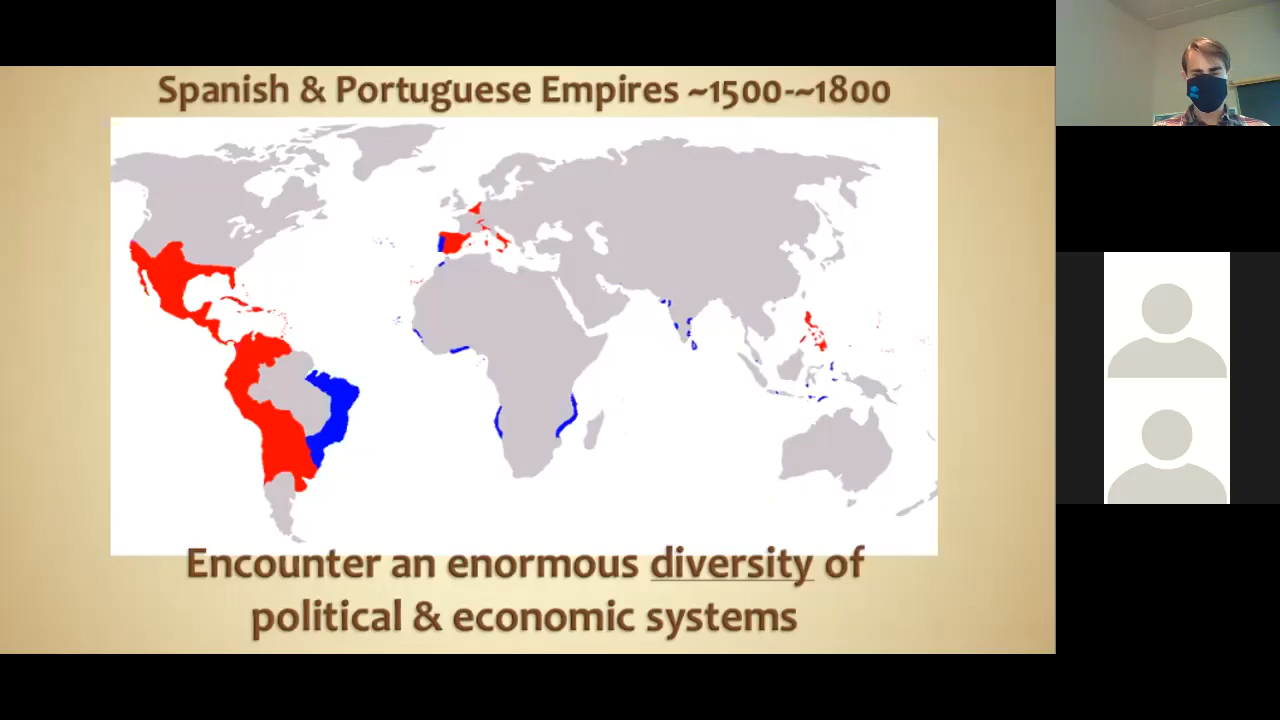 Spanish & Portuguese Empires ~1500-~1800
Encounter an enormous diversity of
political & economic systems